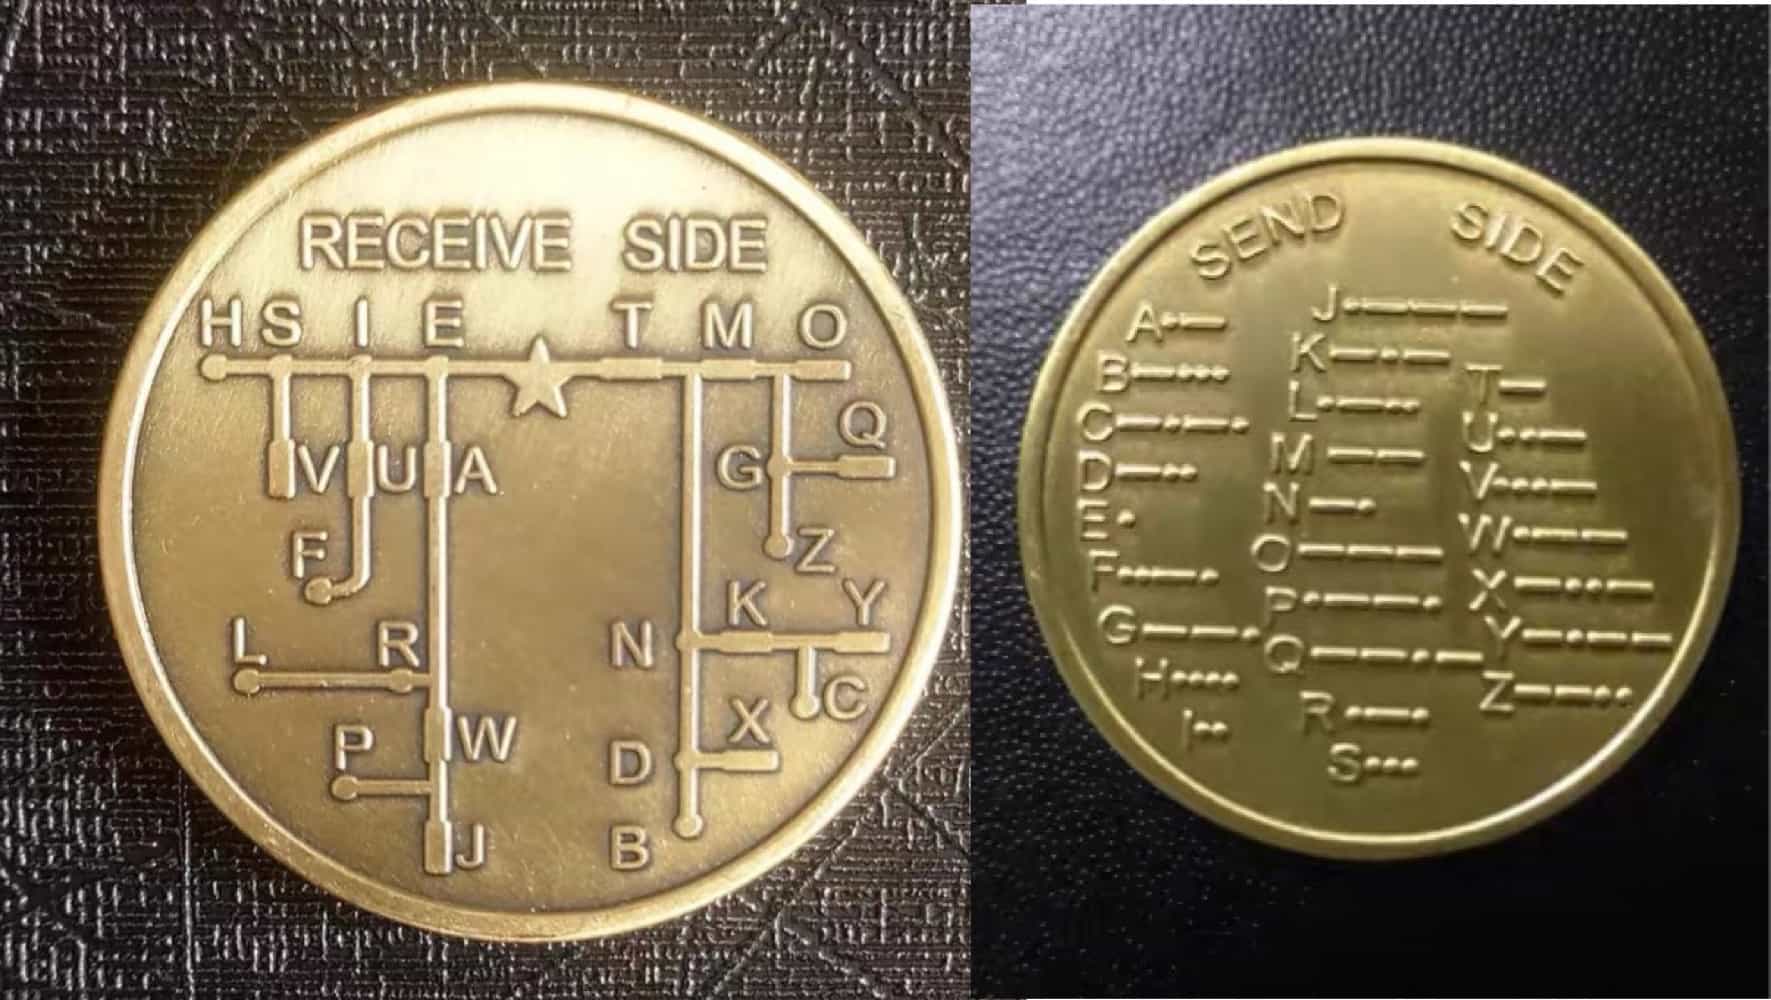 RECEIVE SIDE
H S I E T M O
Q
V U A G
F Z
K Y
L R N
C
X
P W D
J B
SEND SIDE
A•—
B—•••
C—•—•
D—••
E•
F••—•
G——•
H••••
I••
J•———
K—•—
L•—••
M——
N—•
O———
P•——•
Q——•—
R•—•
S•••
T—
U••—
V•••—
W•——
X—••—
Y—•——
Z——••